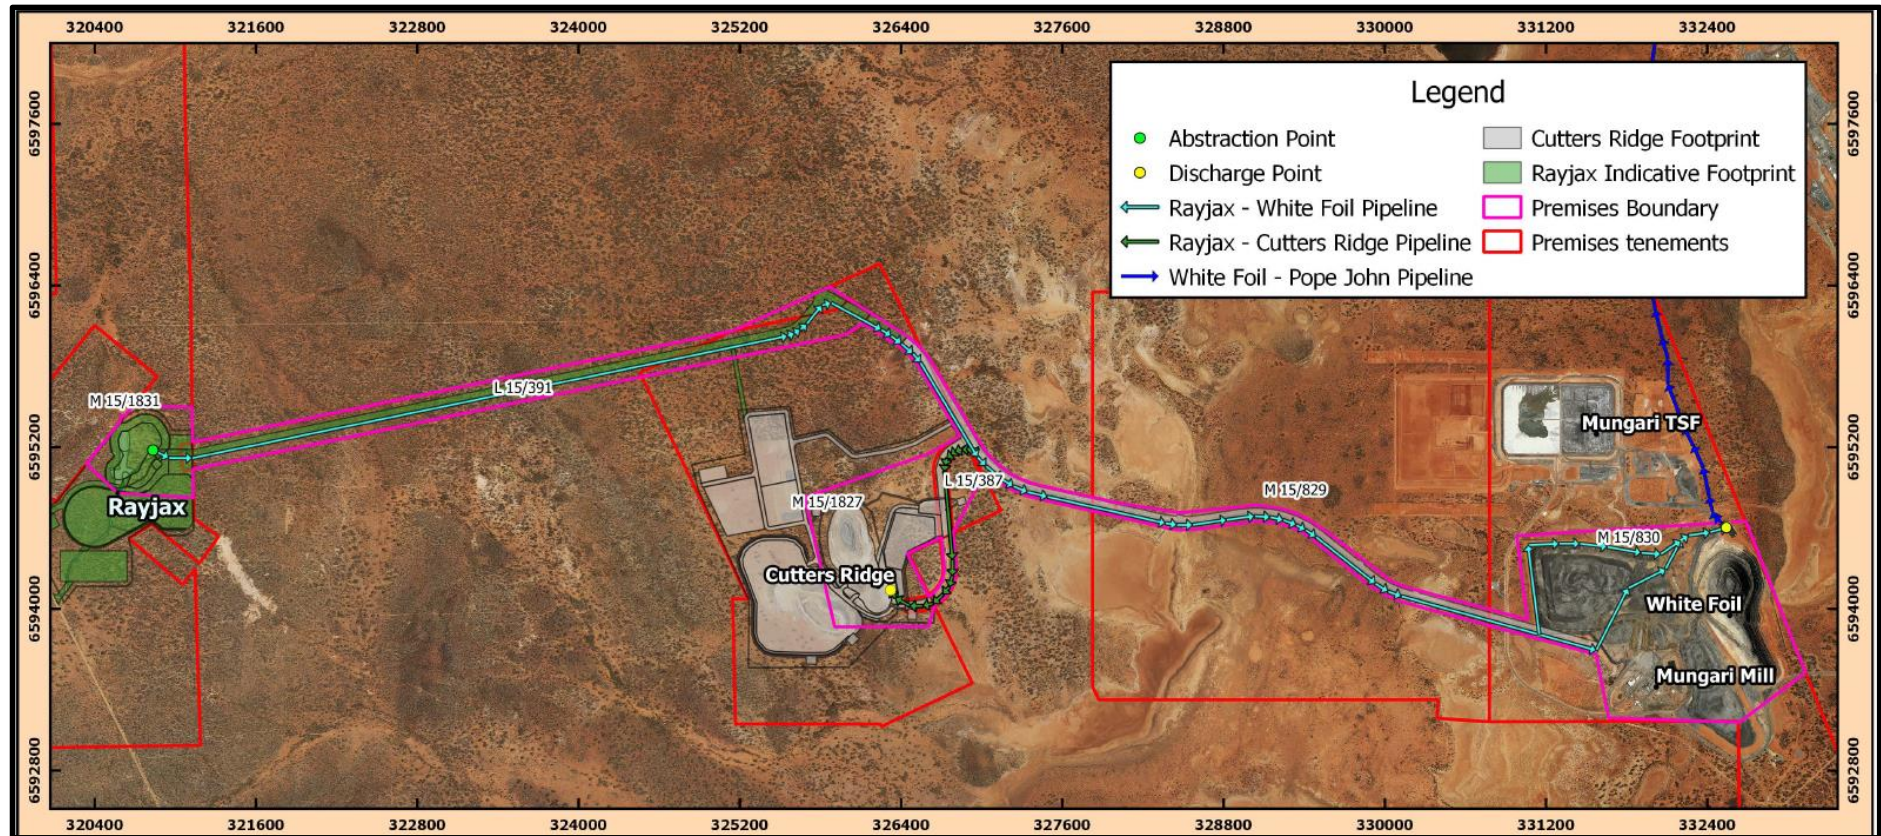 320400 321600 322800 324000 325200 326400 327600 328800 330000 331200 332400
6597600
6597600
Legend
Abstraction Point
Discharge Point
Rayjax - White Foil Pipeline
Rayjax - Cutters Ridge Pipeline
White Foil - Pope John Pipeline
Cutters Ridge Footprint
Rayjax Indicative Footprint
Premises Boundary
Premises tenements
6596400
6596400
L 15/391
M 15/1831
Mungari TSF
6595200
6595200
L 15/387
M 15/829
M 15/1827
Rayjax
M 15/830
Cutters Ridge
White Foil
6594000
6594000
Mungari Mill
6592800
6592800
320400 321600 322800 324000 325200 326400 327600 328800 330000 331200 332400